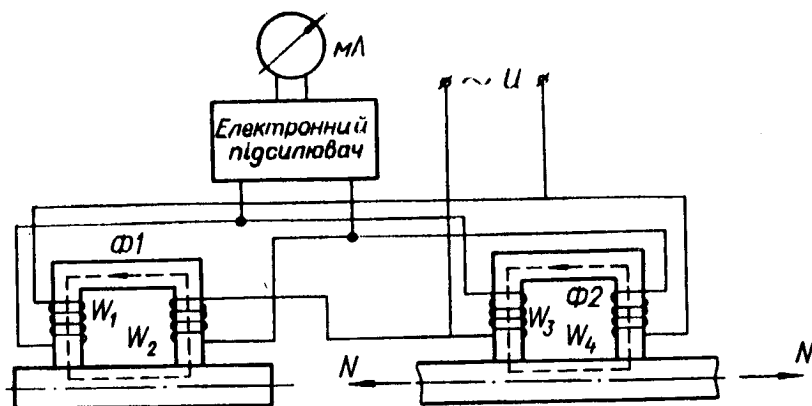 мА
~ U
Електронний
підсилювач
Ф1
W1
W2
Ф2
W3
W4
N
N